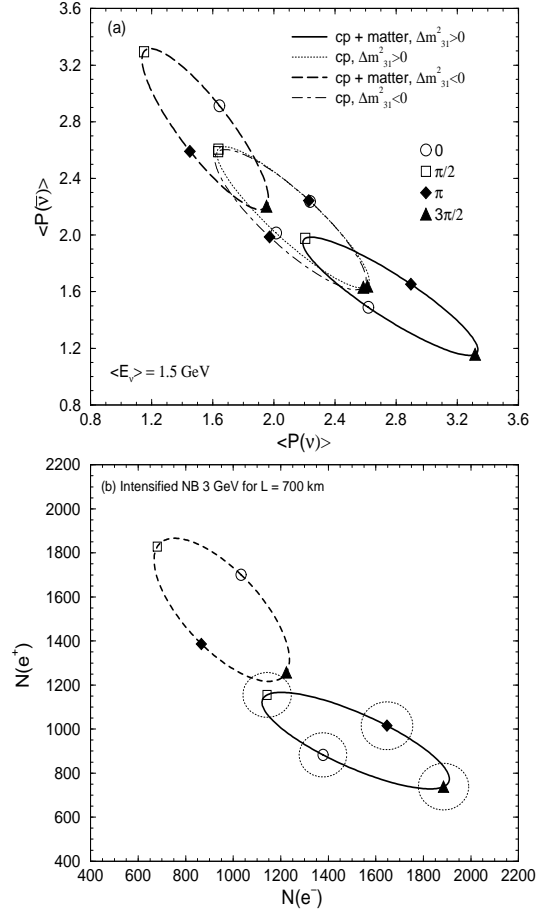 (a)
cp + matter, Δm²₃₁>0
cp, Δm²₃₁>0
cp + matter, Δm²₃₁<0
cp, Δm²₃₁<0
0
π/2
π
3π/2
<E_ν> = 1.5 GeV
<P(ν̄)>
3.6
3.2
2.8
2.4
2.0
1.6
1.2
0.8
0.8 1.2 1.6 2.0 2.4 2.8 3.2 3.6
<P(ν)>
(b) Intensified NB 3 GeV for L = 700 km
N(e⁺)
2200
2000
1800
1600
1400
1200
1000
800
600
400
400 600 800 1000 1200 1400 1600 1800 2000 2200
N(e⁻)